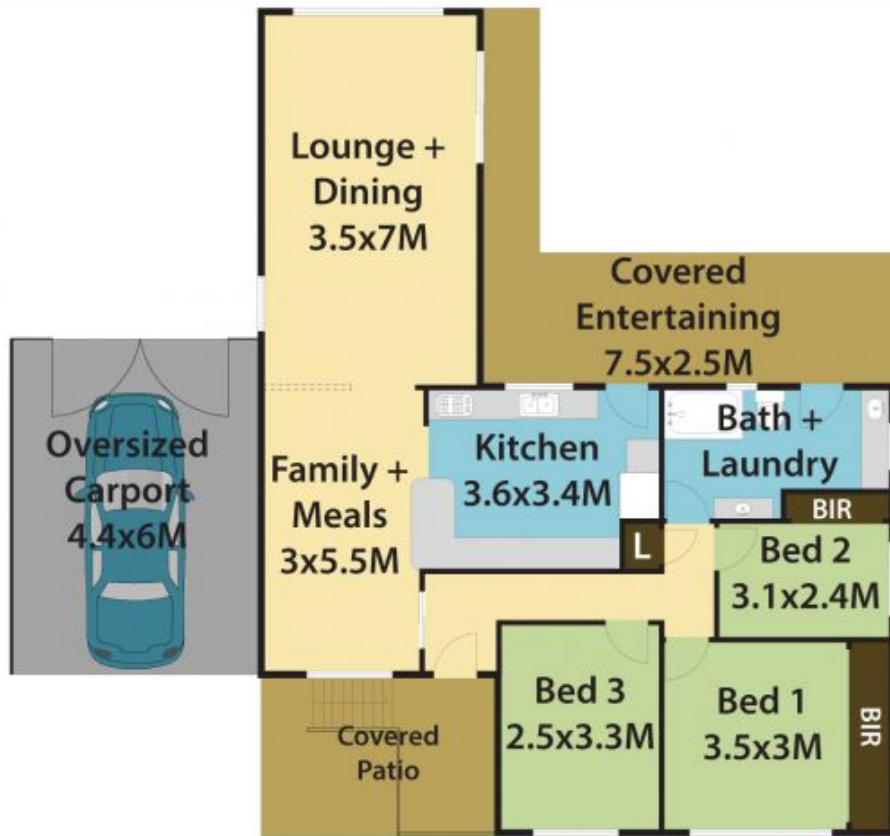 Lounge +
Dining
3.5x7M
Covered
Entertaining
7.5x2.5M
Oversized
Carport
4.4x6M
Family +
Meals
3x5.5M
Kitchen
3.6x3.4M
Bath +
Laundry
BIR
L
Bed 2
3.1x2.4M
Bed 3
2.5x3.3M
Bed 1
3.5x3M
BIR
Covered
Patio